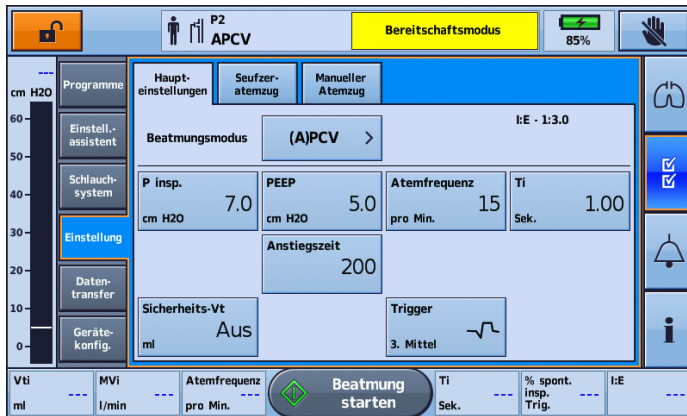 P2
APCV
Bereitschaftsmodus
85%
---
cm H2O
60
50
40
30
20
10
0
Programme
Einstell.-
assistent
Schlauch-
system
Einstellung
Daten-
transfer
Geräte-
konfig.
Haupt-
einstellungen
Seufzer-
atemzug
Manueller
Atemzug
Beatmungsmodus
(A)PCV >
I:E - 1:3.0
P insp.
7.0
cm H2O
PEEP
5.0
cm H2O
Atemfrequenz
15
pro Min.
Ti
1.00
Sek.
Anstiegszeit
200
Sicherheits-Vt
Aus
ml
Trigger
3. Mittel
i
Vti
---
ml
MVi
---
l/min
Atemfrequenz
---
pro Min.
Beatmung
starten
Ti
---
Sek.
% spont.
insp. ---
Trig.
I:E
---